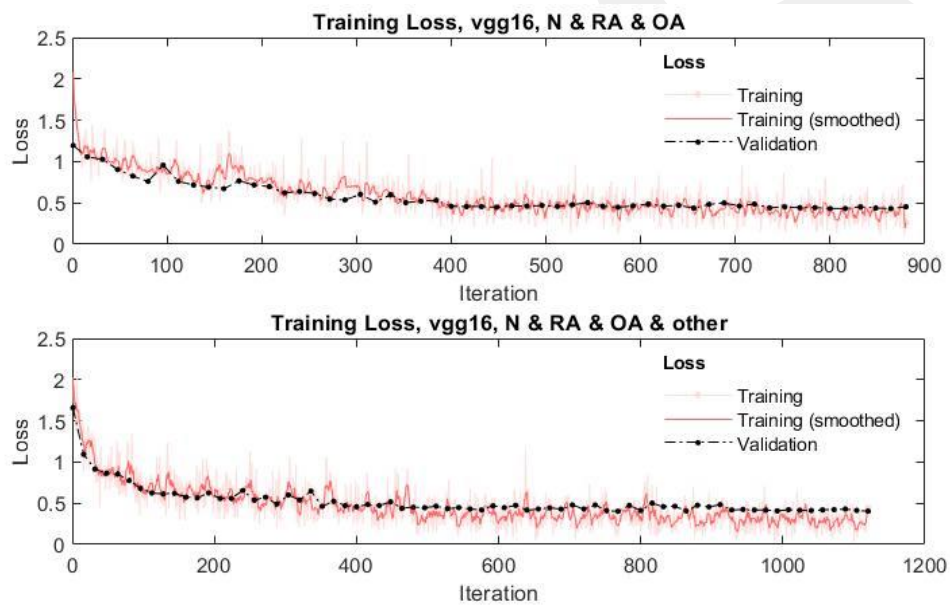 Training Loss, vgg16, N & RA & OA
2.5
2
1.5
1
0.5
0
Loss
Loss
Training
Training (smoothed)
Validation
0 100 200 300 400 500 600 700 800 900
Iteration
Training Loss, vgg16, N & RA & OA & other
2.5
2
1.5
1
0.5
0
Loss
Loss
Training
Training (smoothed)
Validation
0 200 400 600 800 1000 1200
Iteration